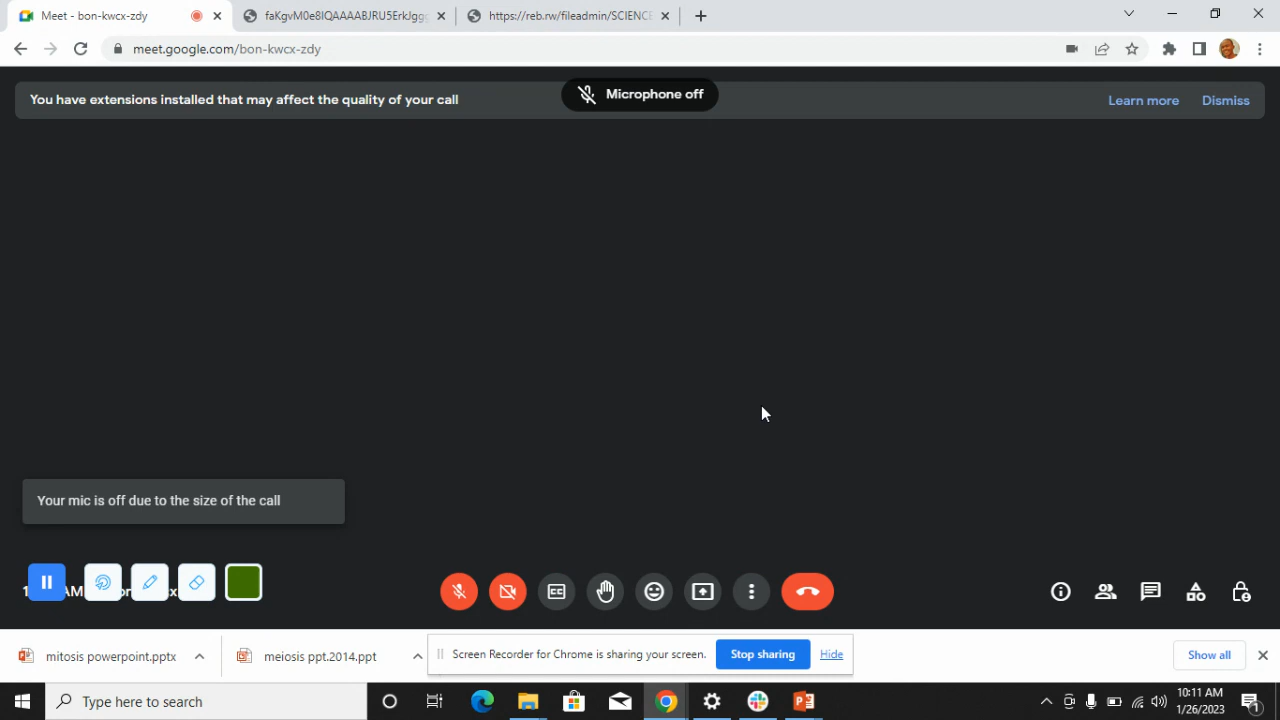 Meet - bon-kwcx-zdy
faKgvM0e8IQAAAABJRU5ErkJggg
https://reb.rw/fileadmin/SCIENCE
meet.google.com/bon-kwcx-zdy
You have extensions installed that may affect the quality of your call
Microphone off
Learn more
Dismiss
Your mic is off due to the size of the call
mitosis powerpoint.pptx
meiosis ppt.2014.ppt
Screen Recorder for Chrome is sharing your screen.
Stop sharing
Hide
Show all
Type here to search
10:11 AM
1/26/2023